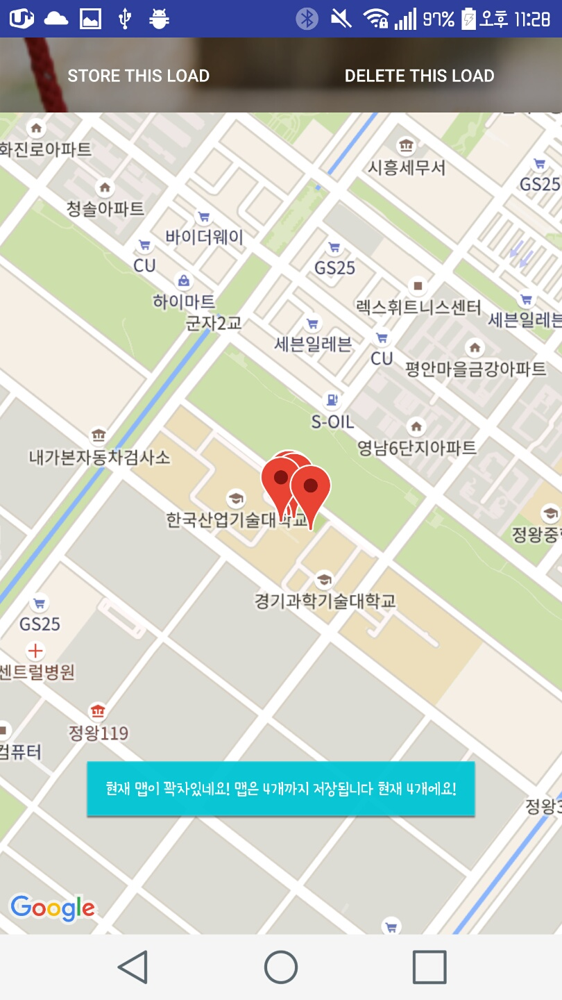 97% 오후 11:28
STORE THIS LOAD
DELETE THIS LOAD
화진로아파트
시흥세무서
GS25
청솔아파트
바이더웨이
CU
GS25
하이마트
렉스휘트니스센터
군자2교
세븐일레븐
세븐일레븐
CU
평안마을금강아파트
S-OIL
영남6단지아파트
내가본자동차검사소
한국산업기술대학교
정왕중학
경기과학기술대학교
GS25
센트럴병원
정왕119
컴퓨터
현재 맵이 꽉차있네요! 맵은 4개까지 저장됩니다 현재 4개에요!
정왕3
Google